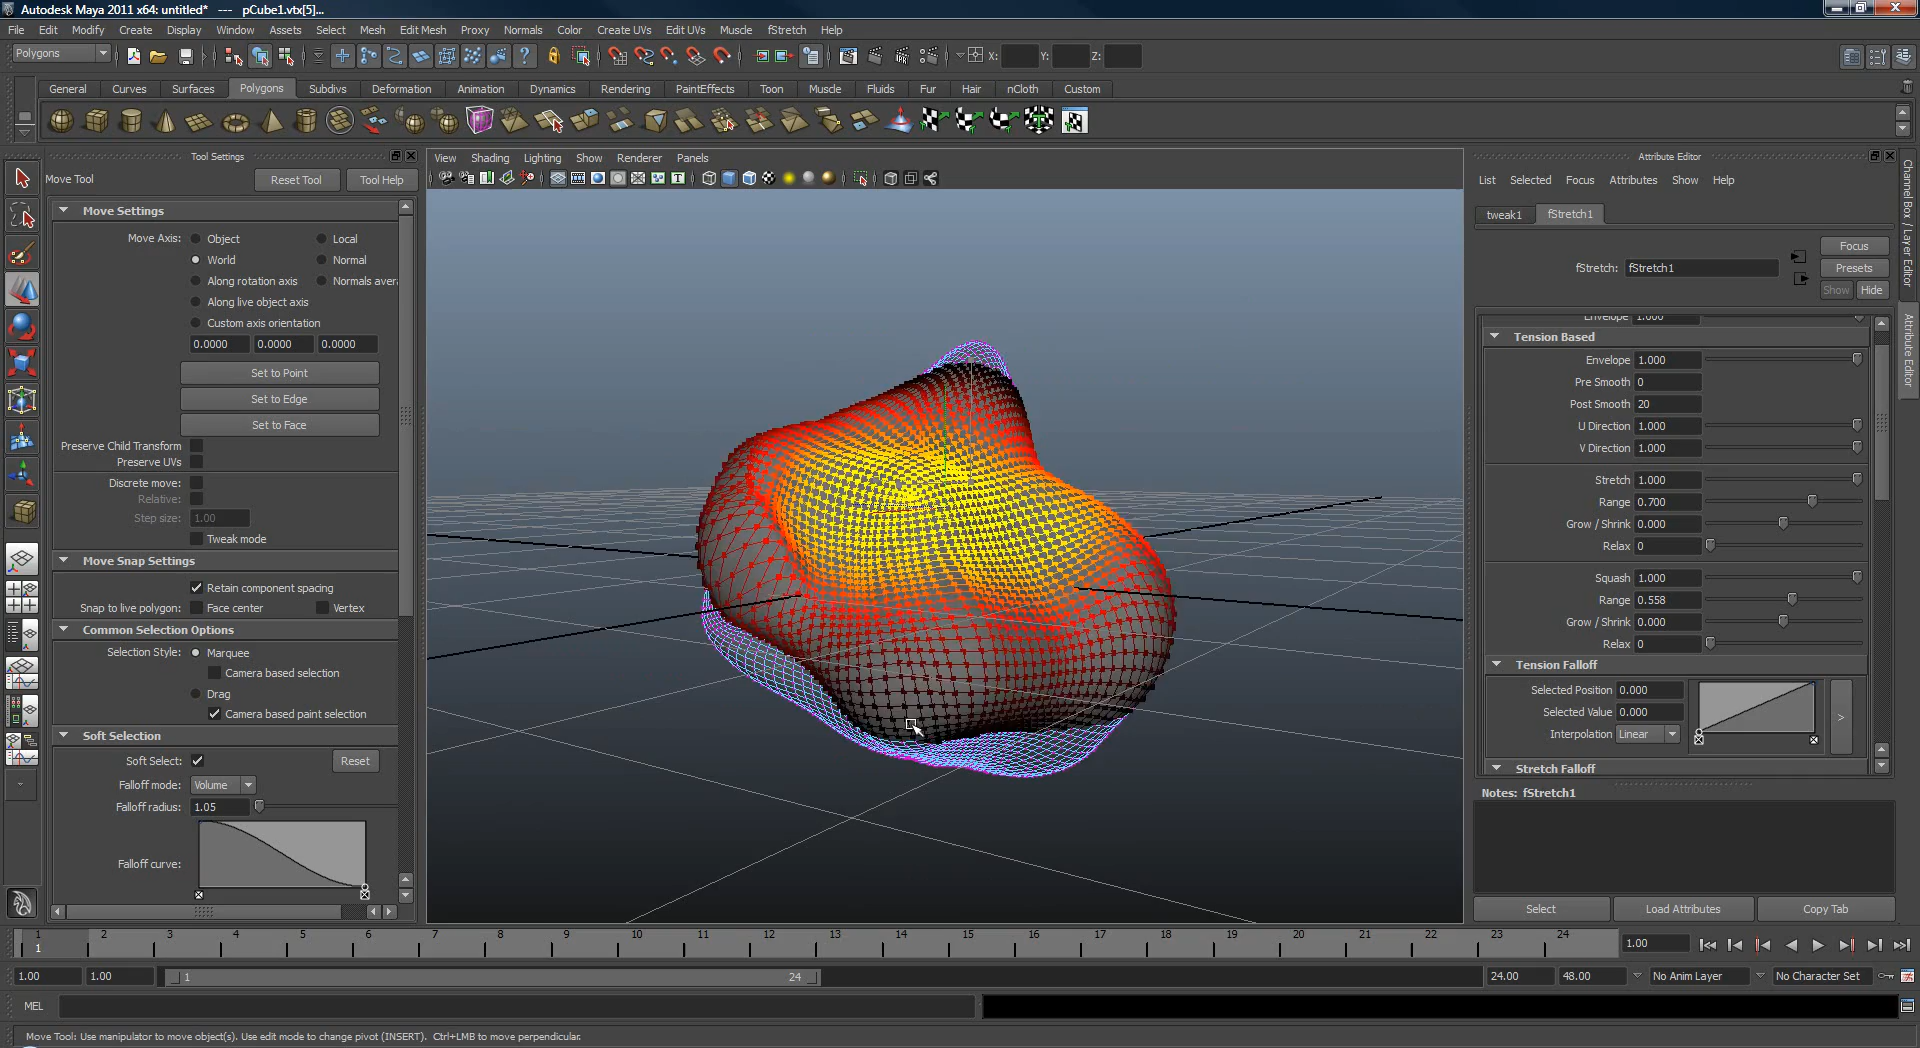 Autodesk Maya 2011 x64: untitled* --- pCube1.vtx[5]...
File Edit Modify Create Display Window Assets Select Mesh Edit Mesh Proxy Normals Color Create UVs Edit UVs Muscle fStretch Help
Polygons X: Y: Z:
General Curves Surfaces Polygons Subdivs Deformation Animation Dynamics Rendering PaintEffects Toon Muscle Fluids Fur Hair nCloth Custom
Tool Settings
Move Tool Reset Tool Tool Help
Move Settings
Move Axis: Object Local
World Normal
Along rotation axis Normals avera
Along live object axis
Custom axis orientation
0.0000 0.0000 0.0000
Set to Point
Set to Edge
Set to Face
Preserve Child Transform
Preserve UVs
Discrete move:
Relative:
Step size: 1.00
Tweak mode
Move Snap Settings
Retain component spacing
Snap to live polygon: Face center Vertex
Common Selection Options
Selection Style: Marquee
Camera based selection
Drag
Camera based paint selection
Soft Selection
Soft Select: Reset
Falloff mode: Volume
Falloff radius: 1.05
Falloff curve:
View Shading Lighting Show Renderer Panels
Attribute Editor
List Selected Focus Attributes Show Help
tweak1 fStretch1
Focus
fStretch: fStretch1 Presets
Show Hide
Envelope 1.000
Tension Based
Envelope 1.000
Pre Smooth 0
Post Smooth 20
U Direction 1.000
V Direction 1.000
Stretch 1.000
Range 0.700
Grow / Shrink 0.000
Relax 0
Squash 1.000
Range 0.558
Grow / Shrink 0.000
Relax 0
Tension Falloff
Selected Position 0.000
Selected Value 0.000
Interpolation Linear
>
Stretch Falloff
Notes: fStretch1
Select Load Attributes Copy Tab
Channel Box / Layer Editor
Attribute Editor
1 2 3 4 5 6 7 8 9 10 11 12 13 14 15 16 17 18 19 20 21 22 23 24
1 1.00
1.00 1.00 1 24 24.00 48.00 No Anim Layer No Character Set
MEL
Move Tool: Use manipulator to move object(s). Use edit mode to change pivot (INSERT). Ctrl+LMB to move perpendicular.